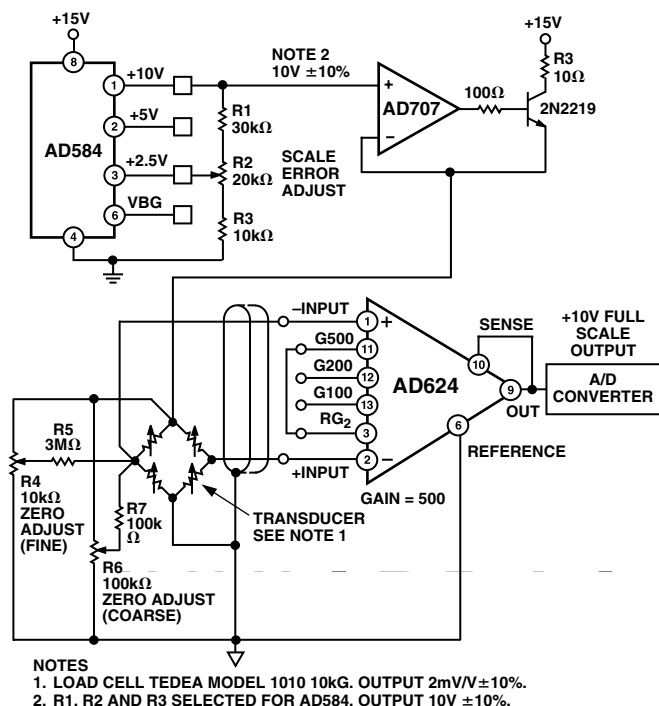 +15V
8
AD584
1
+10V
2
+5V
3
+2.5V
6
VBG
4
R1
30kΩ
R2
20kΩ
R3
10kΩ
SCALE
ERROR
ADJUST
NOTE 2
10V ±10%
+
AD707
–
100Ω
+15V
R3
10Ω
2N2219
–INPUT
1
+
G500
11
G200
12
G100
13
RG2
3
+INPUT
2
–
AD624
GAIN = 500
SENSE
10
9
OUT
6
REFERENCE
+10V FULL
SCALE
OUTPUT
A/D
CONVERTER
R5
3MΩ
R4
10kΩ
ZERO
ADJUST
(FINE)
R7
100k
Ω
R6
100kΩ
ZERO ADJUST
(COARSE)
TRANSDUCER
SEE NOTE 1
NOTES
1. LOAD CELL TEDEA MODEL 1010 10kG. OUTPUT 2mV/V±10%.
2. R1, R2 AND R3 SELECTED FOR AD584. OUTPUT 10V ±10%.